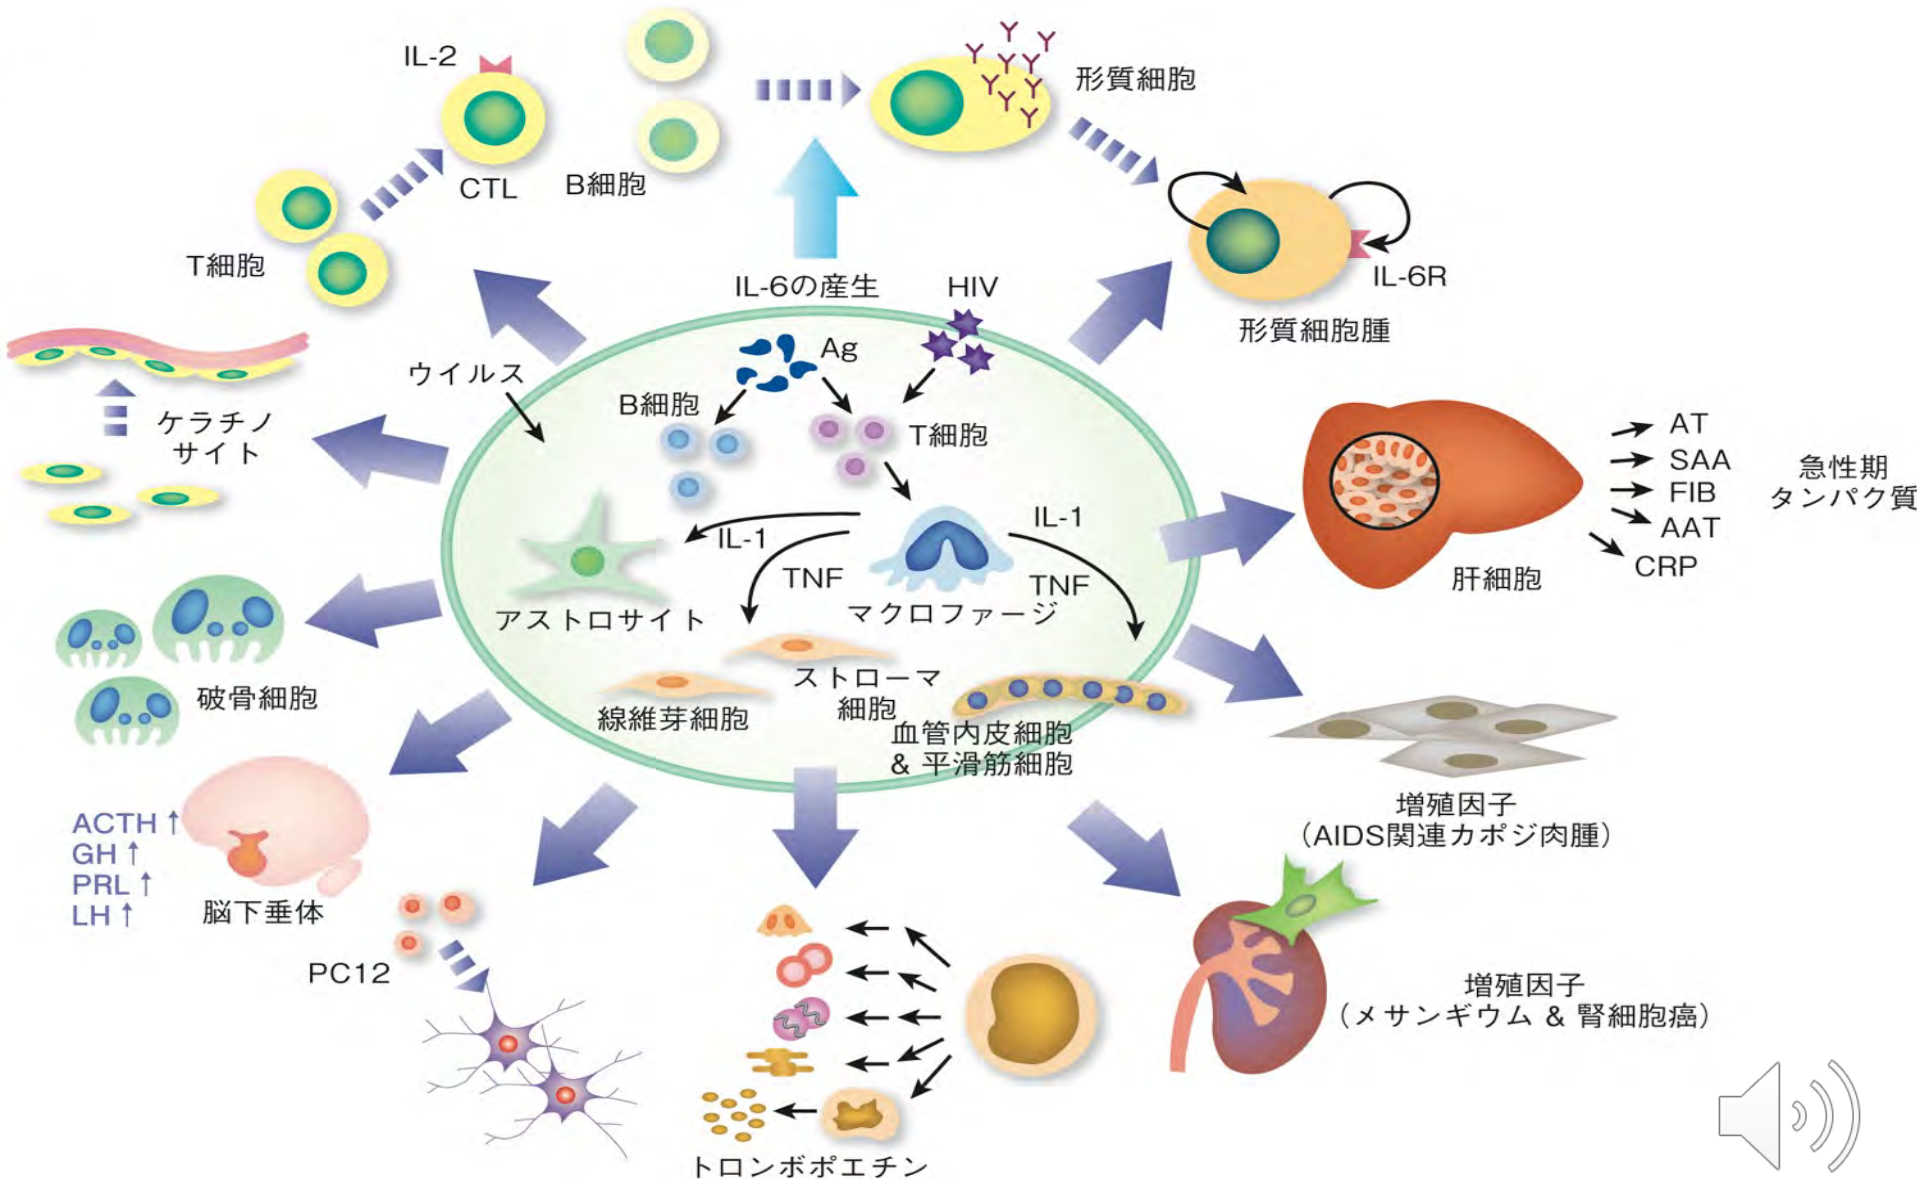 IL-2
CTL
B細胞
形質細胞
T細胞
IL-6R
形質細胞腫
IL-6の産生
HIV
Ag
ウイルス
B細胞
T細胞
ケラチノ
サイト
IL-1
TNF
IL-1
TNF
アストロサイト
マクロファージ
ストローマ
細胞
線維芽細胞
血管内皮細胞
& 平滑筋細胞
AT
SAA
FIB
AAT
CRP
急性期
タンパク質
肝細胞
破骨細胞
ACTH↑
GH↑
PRL↑
LH↑
脳下垂体
増殖因子
(AIDS関連カポジ肉腫)
PC12
増殖因子
(メサンギウム & 腎細胞癌)
トロンボポエチン